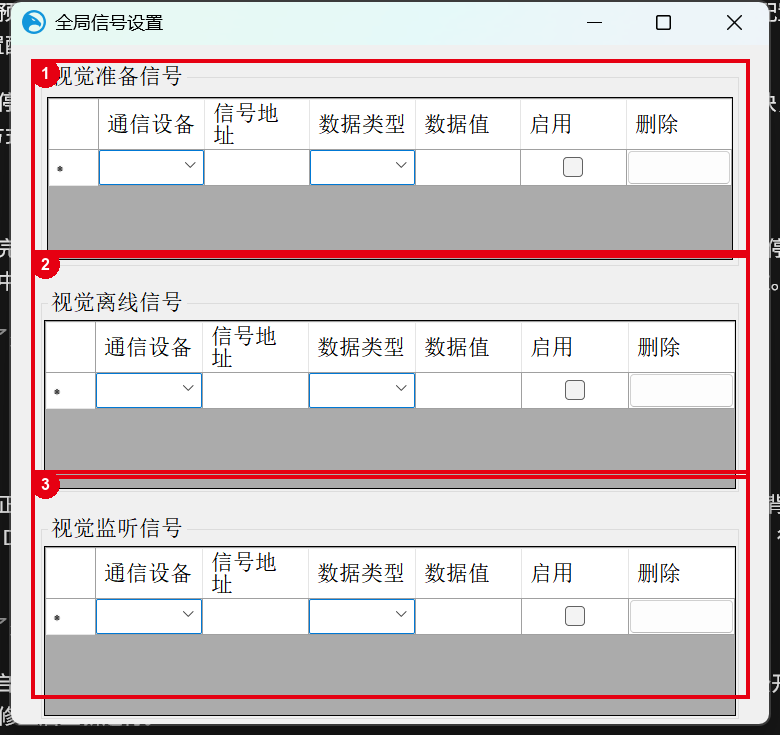 全局信号设置
1
视觉准备信号
通信设备 信号地址 数据类型 数据值 启用 删除
*
2
视觉离线信号
通信设备 信号地址 数据类型 数据值 启用 删除
*
3
视觉监听信号
通信设备 信号地址 数据类型 数据值 启用 删除
*